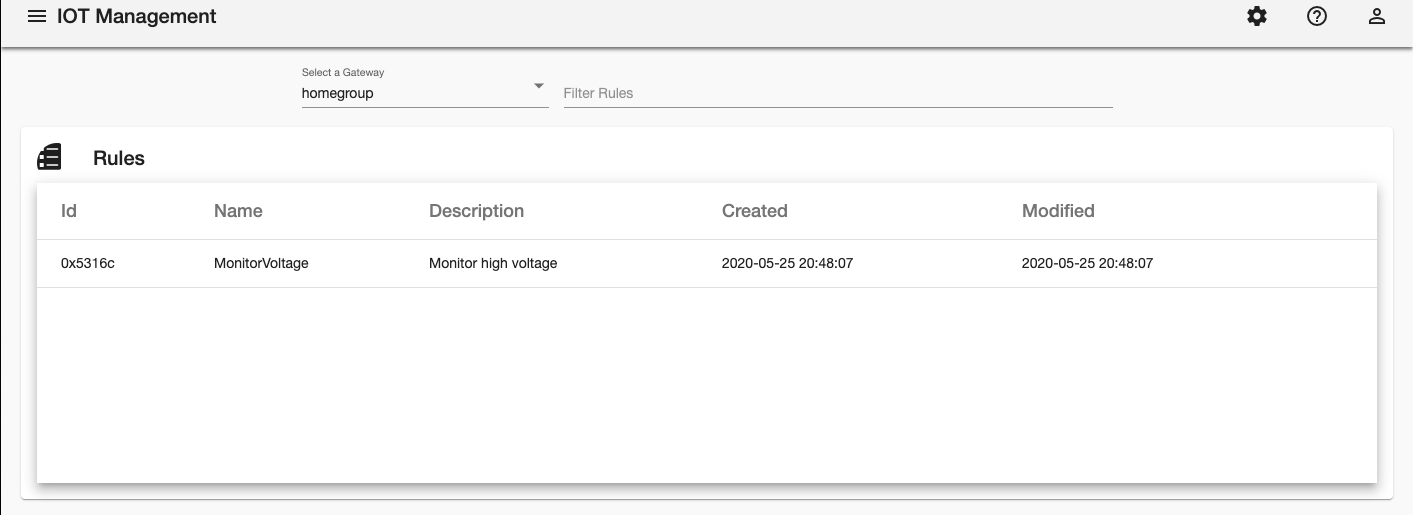 IOT Management
Select a Gateway
homegroup
Filter Rules
Rules
Id Name Description Created Modified
0x5316c MonitorVoltage Monitor high voltage 2020-05-25 20:48:07 2020-05-25 20:48:07